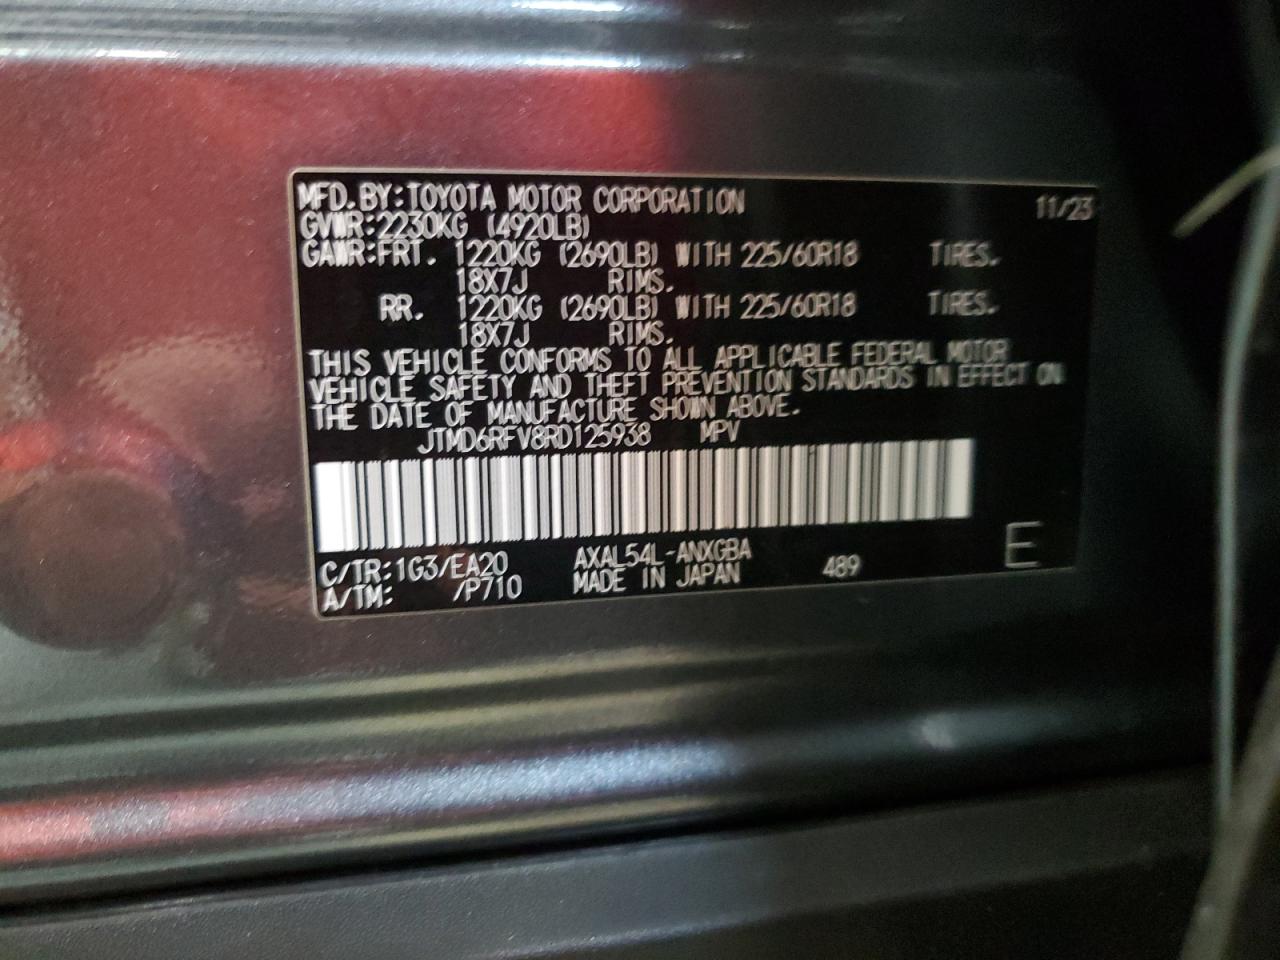 MFD. BY: TOYOTA MOTOR CORPORATION 11/23
GVWR: 2230KG (4920LB)
GAWR: FRT. 1220KG (2690LB) WITH 225/60R18 TIRES.
18X7J RIMS.
RR. 1220KG (2690LB) WITH 225/60R18 TIRES.
18X7J RIMS.
THIS VEHICLE CONFORMS TO ALL APPLICABLE FEDERAL MOTOR
VEHICLE SAFETY AND THEFT PREVENTION STANDARDS IN EFFECT ON
THE DATE OF MANUFACTURE SHOWN ABOVE.
JTMD6RFV8RD125938 MPV
C/TR: 1G3/EA20 AXAL54L-ANXGBA 489 E
A/TM: /P710 MADE IN JAPAN